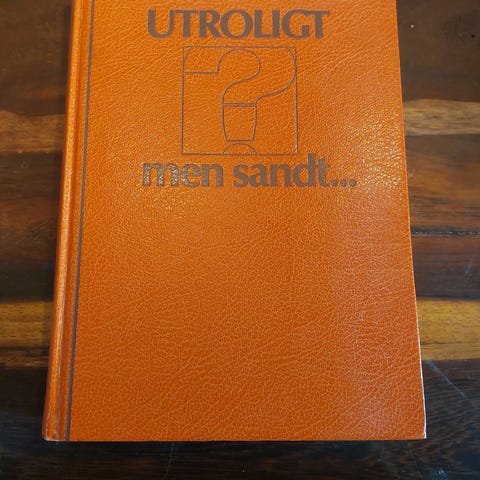 UTROLIGT
?
men sandt...